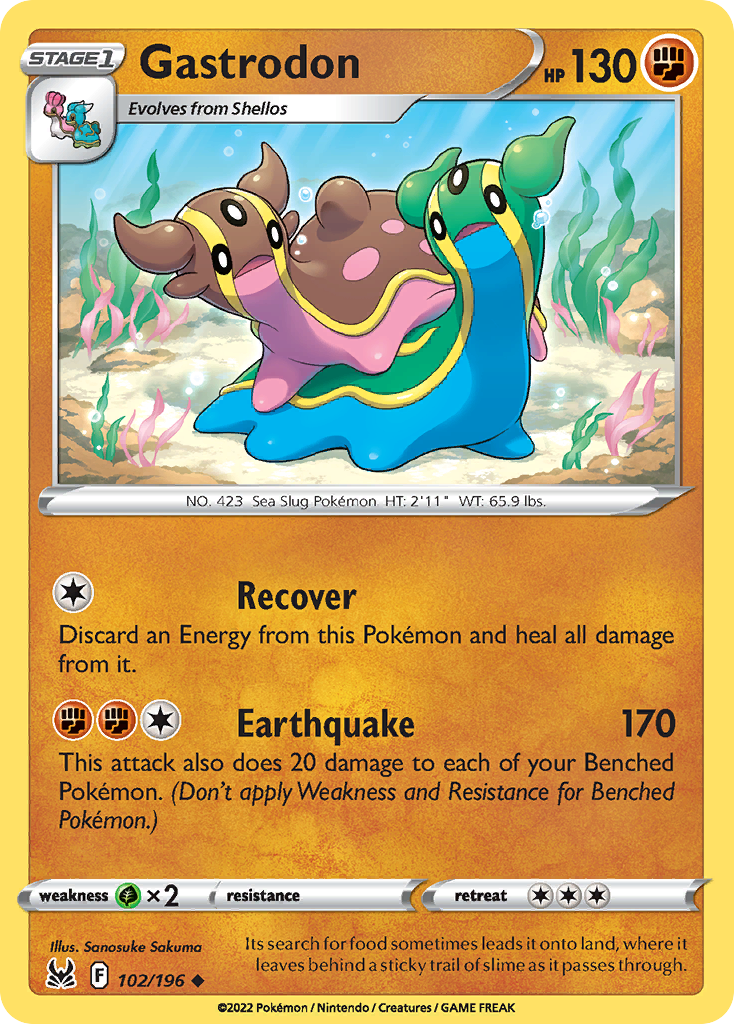 STAGE1
Gastrodon
HP 130
Evolves from Shellos
NO. 423 Sea Slug Pokémon HT: 2'11" WT: 65.9 lbs.
Recover
Discard an Energy from this Pokémon and heal all damage
from it.
Earthquake 170
This attack also does 20 damage to each of your Benched
Pokémon. (Don't apply Weakness and Resistance for Benched
Pokémon.)
weakness ×2 resistance retreat
Illus. Sanosuke Sakuma
Its search for food sometimes leads it onto land, where it
leaves behind a sticky trail of slime as it passes through.
F 102/196
©2022 Pokémon / Nintendo / Creatures / GAME FREAK